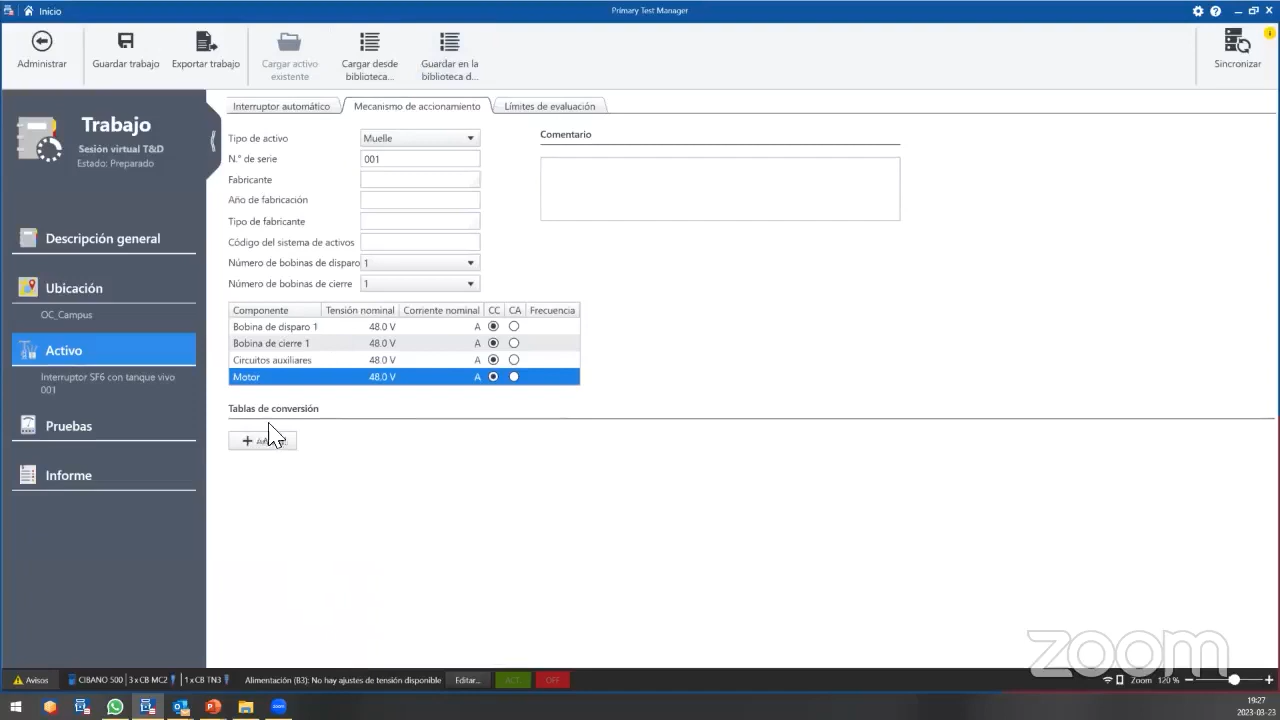 Inicio
Primary Test Manager
Administrar
Guardar trabajo
Exportar trabajo
Cargar activo existente
Cargar desde biblioteca...
Guardar en la biblioteca d...
Sincronizar
Trabajo
Sesión virtual T&D
Estado: Preparado
Descripción general
Ubicación
OC_Campus
Activo
Interruptor SF6 con tanque vivo
001
Pruebas
Informe
Interruptor automático
Mecanismo de accionamiento
Límites de evaluación
Tipo de activo Muelle
N.° de serie 001
Fabricante
Año de fabricación
Tipo de fabricante
Código del sistema de activos
Número de bobinas de disparo 1
Número de bobinas de cierre 1
Comentario
Componente Tensión nominal Corriente nominal CC CA Frecuencia
Bobina de disparo 1 48.0 V A
Bobina de cierre 1 48.0 V A
Circuitos auxiliares 48.0 V A
Motor 48.0 V A
Tablas de conversión
zoom
Avisos CIBANO 500 3 x CB MC2 1 x CB TN3 Alimentación (B3): No hay ajustes de tensión disponible Editar... ACT. OFF Zoom 120 %
19:27
2023-03-23